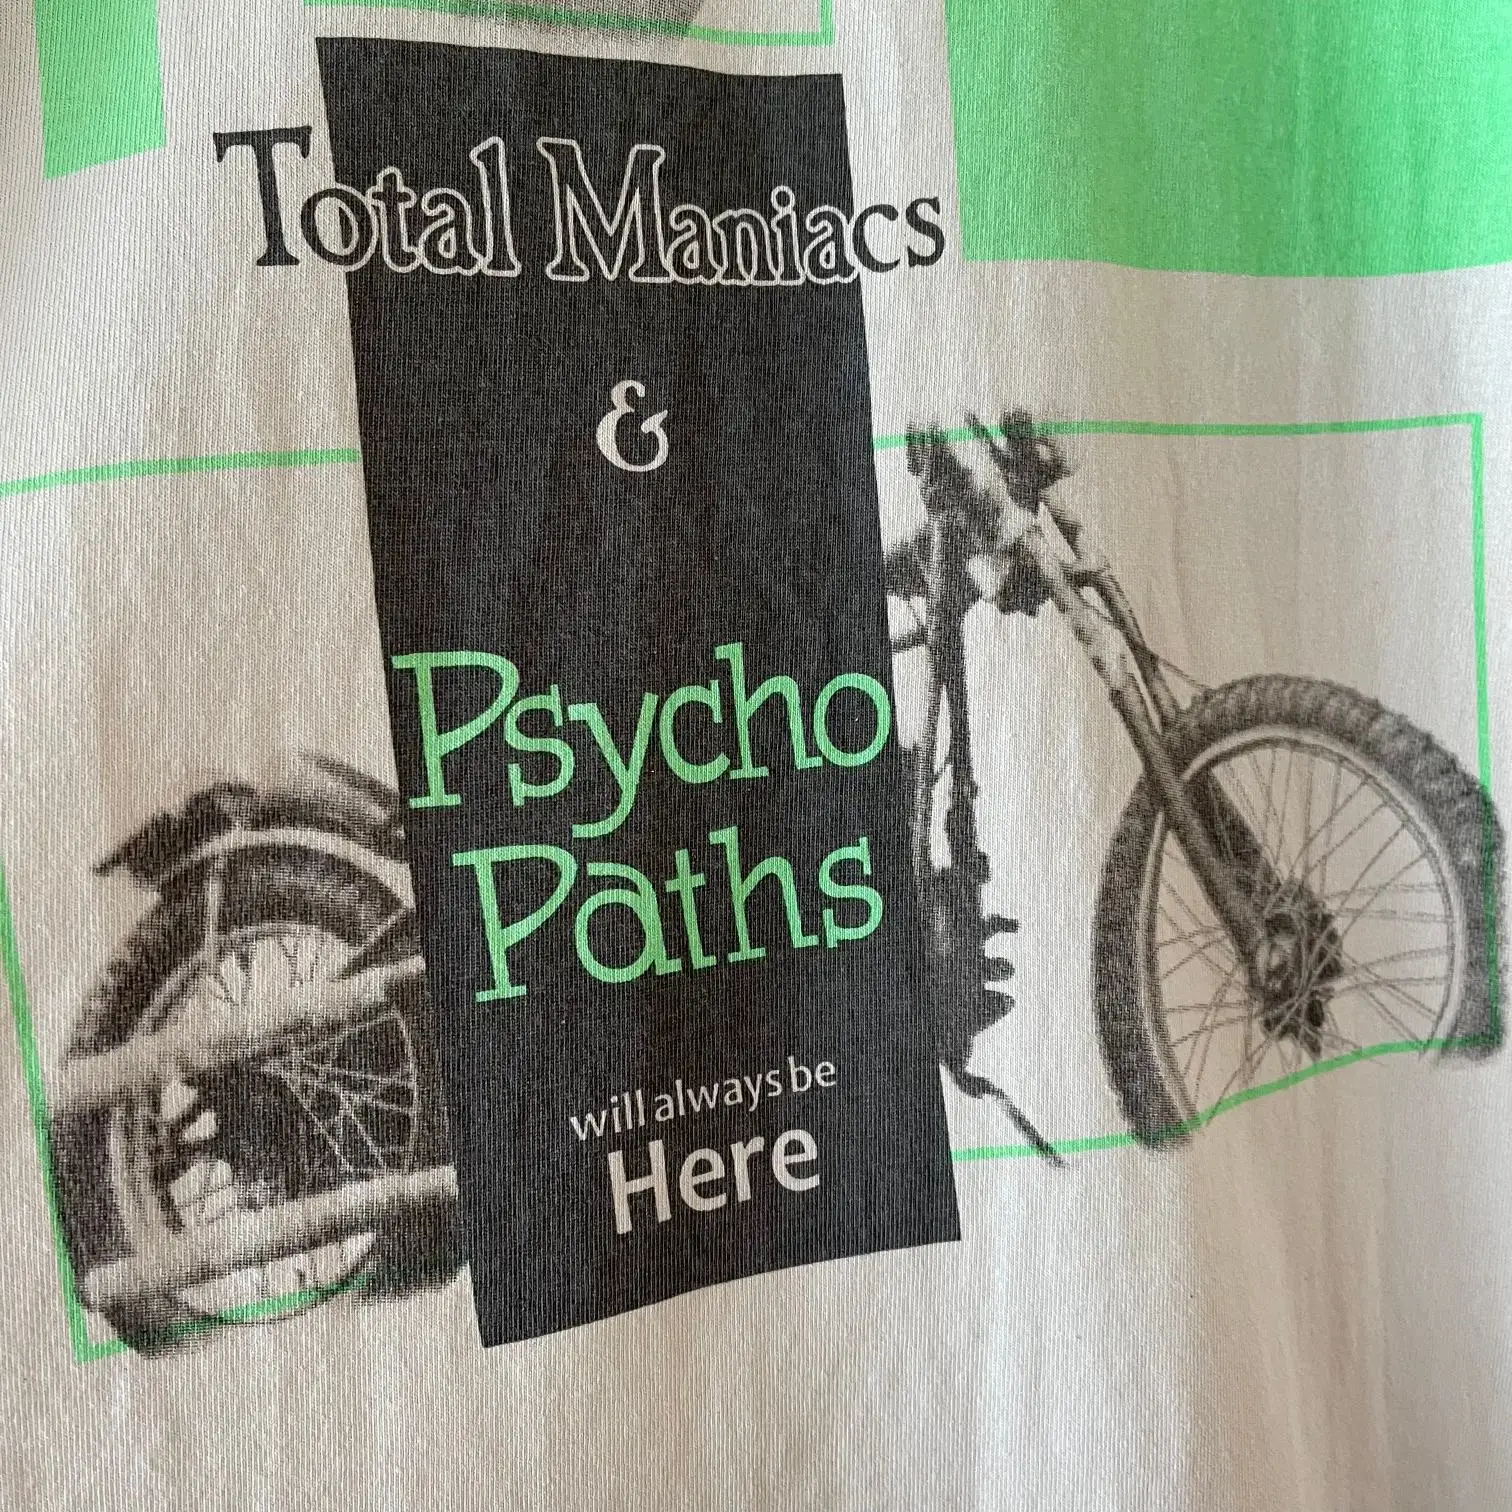 Total Maniacs
&
Psycho
Paths
will always be
Here